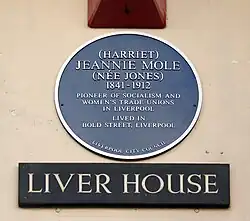 (HARRIET)
JEANNIE MOLE
(NÉE JONES)
1841-1912
PIONEER OF SOCIALISM AND
WOMEN'S TRADE UNIONS
IN LIVERPOOL
LIVED IN
BOLD STREET, LIVERPOOL
LIVERPOOL CITY COUNCIL
LIVER HOUSE